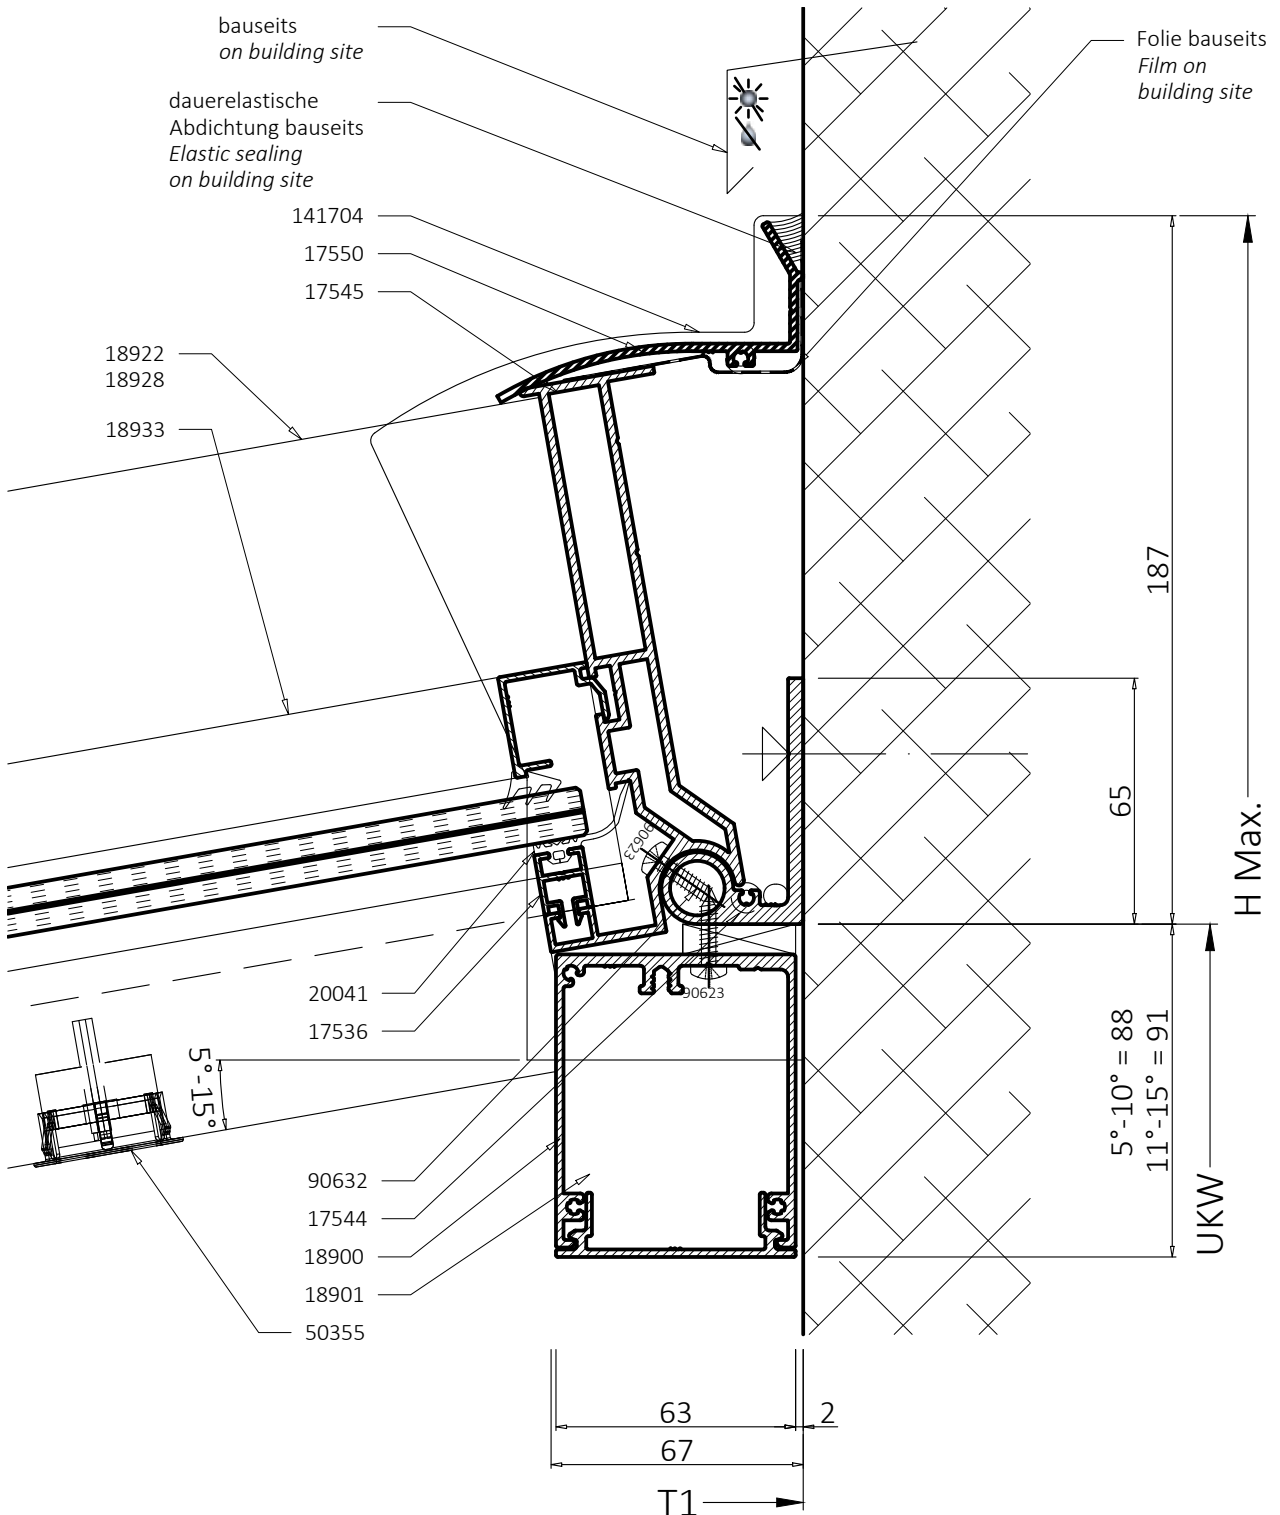 bauseits
on building site
Folie bauseits
Film on
building site
dauerelastische
Abdichtung bauseits
Elastic sealing
on building site
141704
17550
17545
18922
18928
18933
187
65
H Max.
90623
90623
20041
17536
5°-15°
5°-10° = 88
11°-15° = 91
UKW
90632
17544
18900
18901
50355
63
2
67
T1